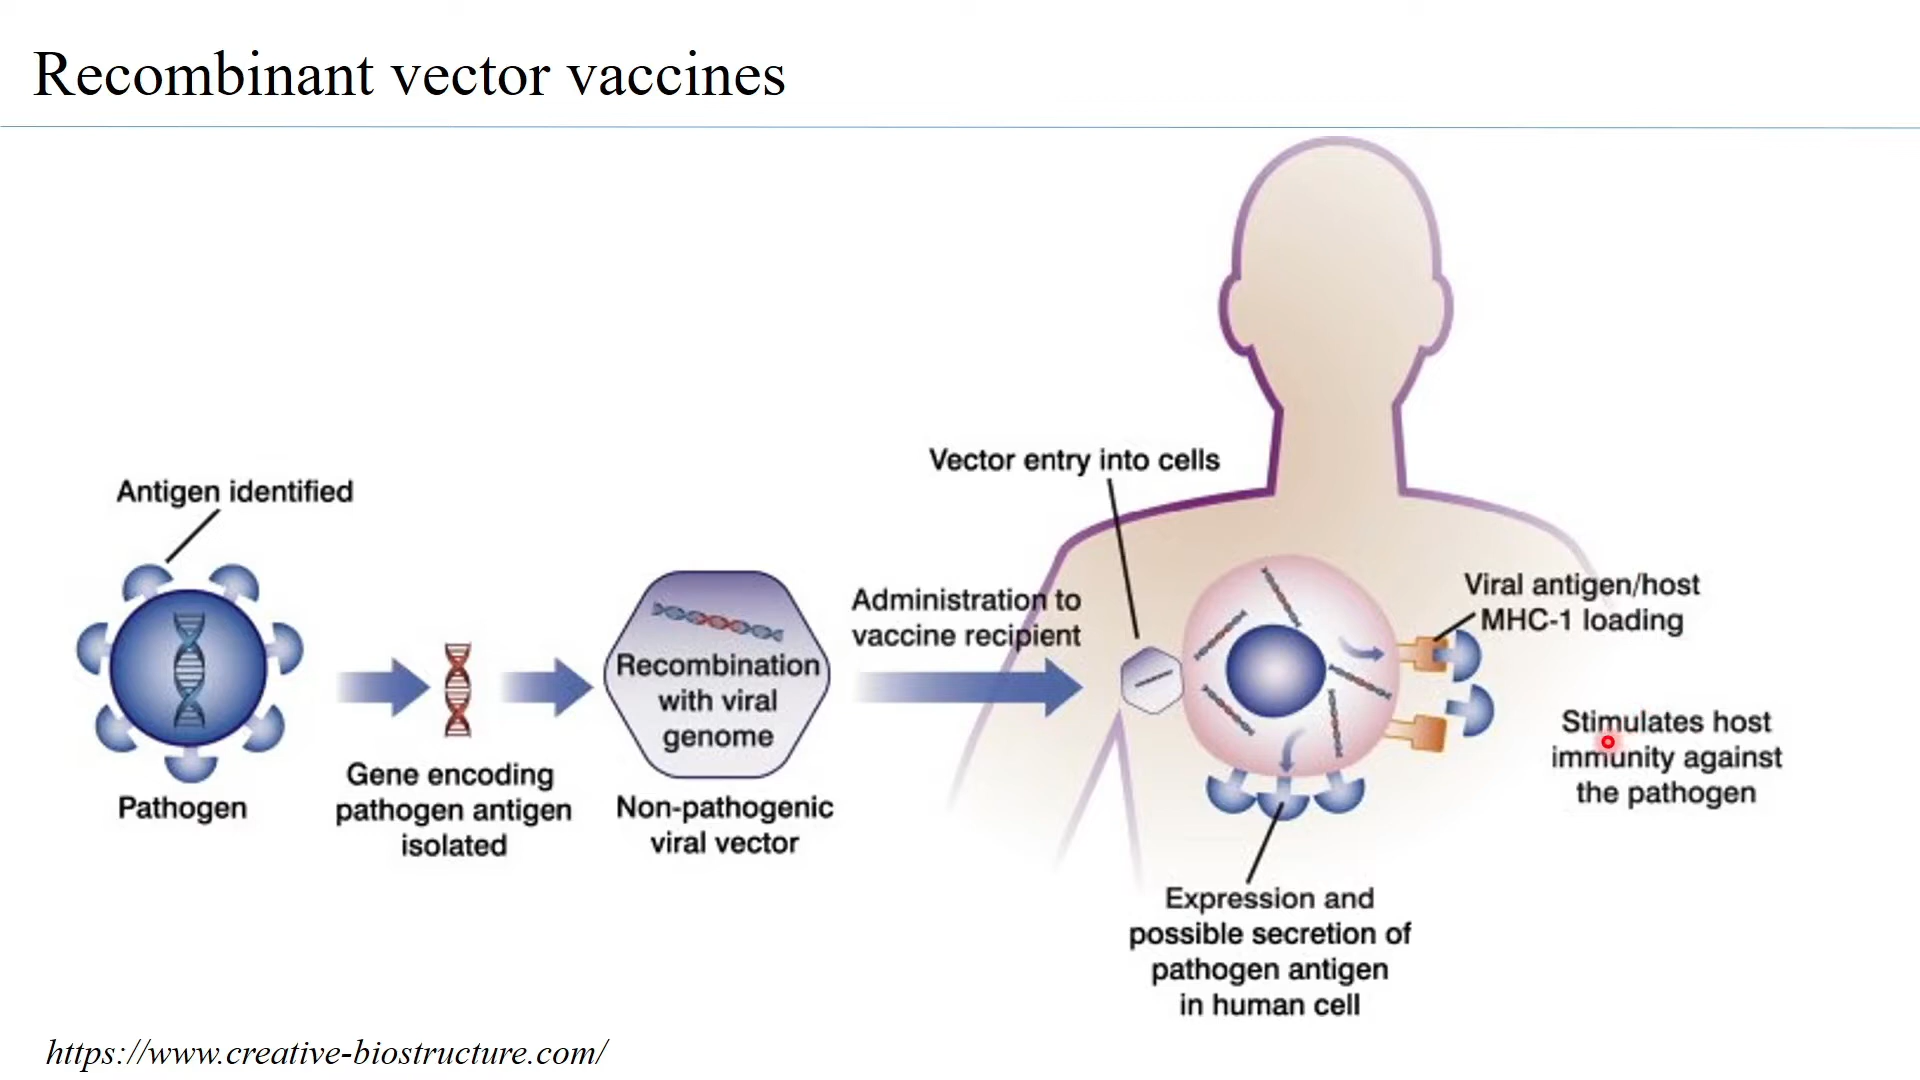 Recombinant vector vaccines
Antigen identified
Pathogen
Gene encoding
pathogen antigen
isolated
Recombination
with viral
genome
Non-pathogenic
viral vector
Administration to
vaccine recipient
Vector entry into cells
Viral antigen/host
MHC-1 loading
Stimulates host
immunity against
the pathogen
Expression and
possible secretion of
pathogen antigen
in human cell
https://www.creative-biostructure.com/